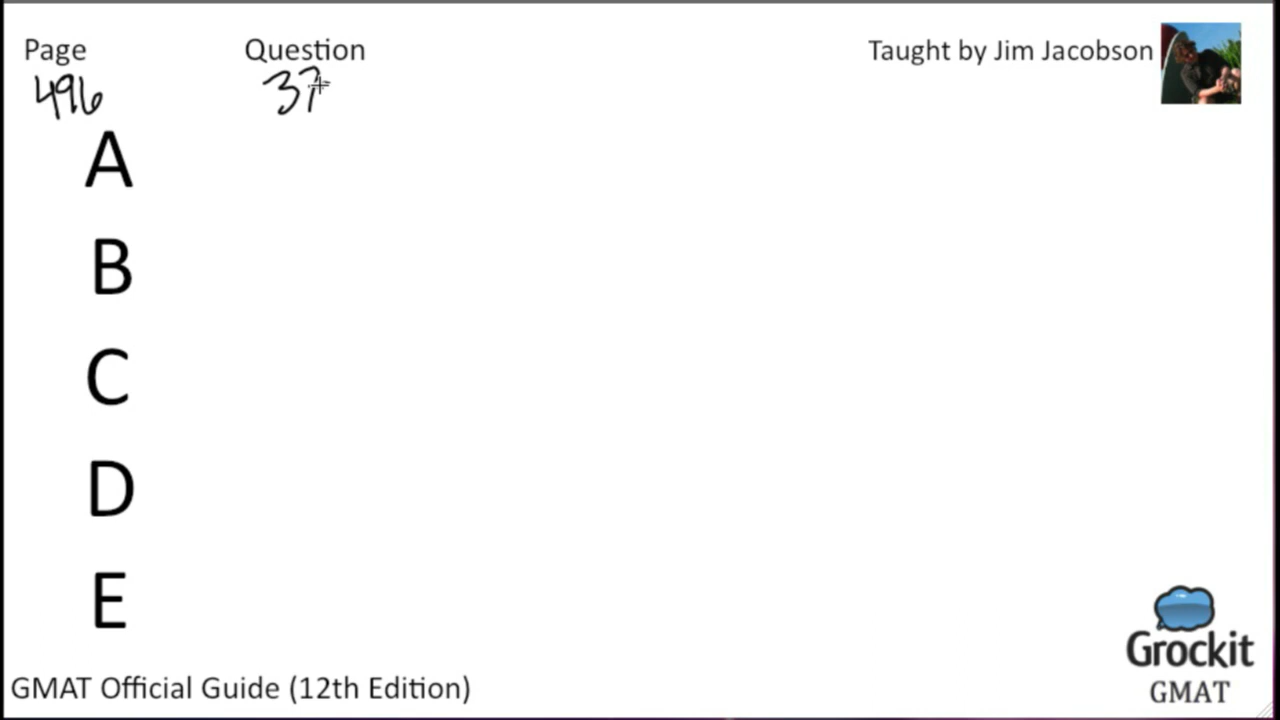 Page Question Taught by Jim Jacobson
496 37
A
B
C
D
E
Grockit
GMAT
GMAT Official Guide (12th Edition)